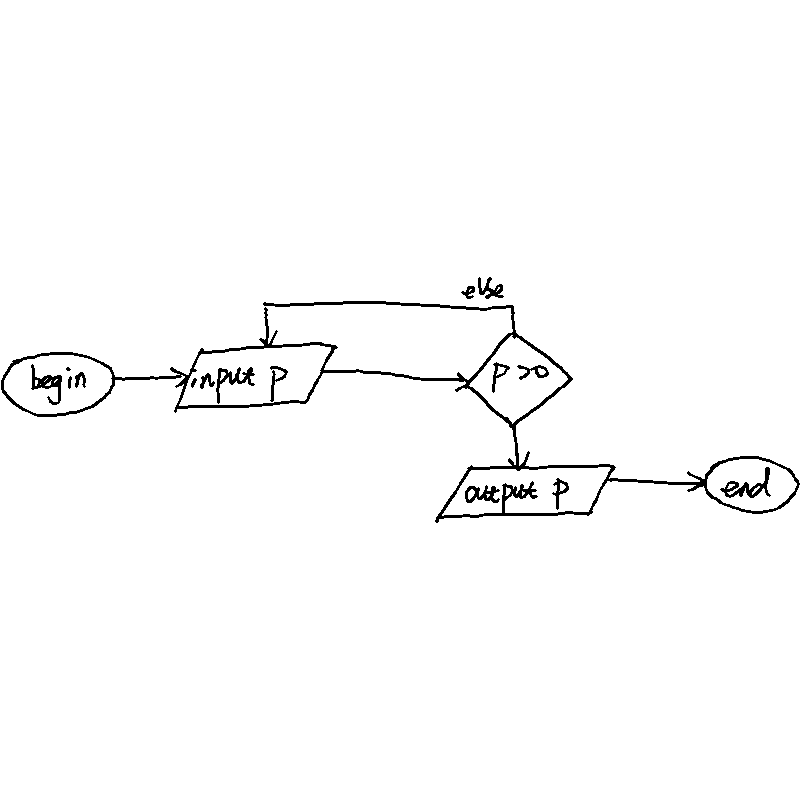 else
begin
input p
p>0
output p
end